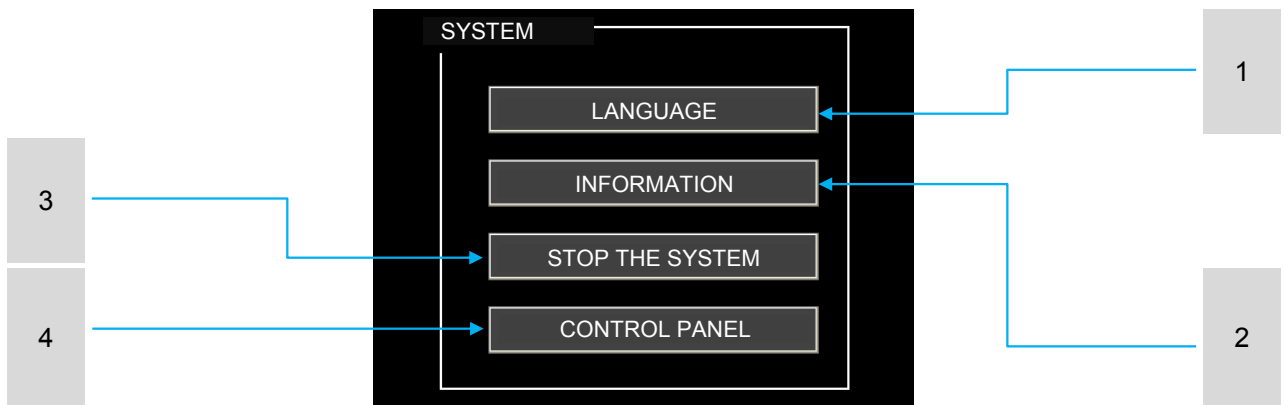 SYSTEM
1
LANGUAGE
INFORMATION
3
STOP THE SYSTEM
4
CONTROL PANEL
2